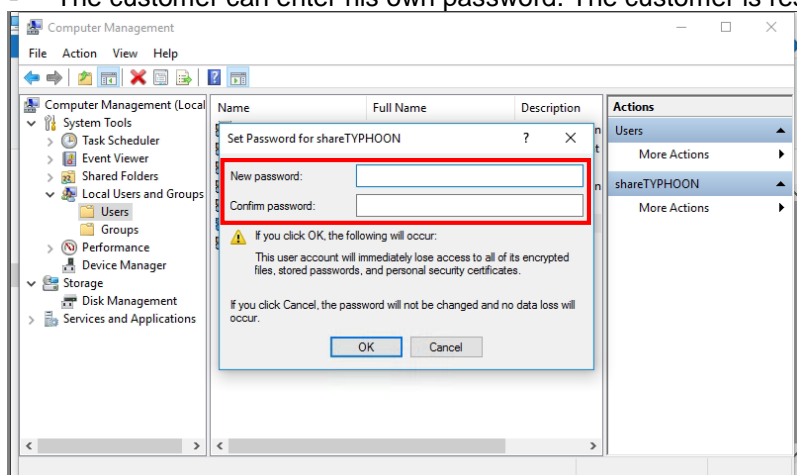 The customer can enter his own password. The customer is res
Computer Management
File Action View Help
Computer Management (Local
System Tools
Task Scheduler
Event Viewer
Shared Folders
Local Users and Groups
Users
Groups
Performance
Device Manager
Storage
Disk Management
Services and Applications
Name Full Name Description
n
t
n
Set Password for shareTYPHOON ? X
New password:
Confirm password:
If you click OK, the following will occur:
This user account will immediately lose access to all of its encrypted
files, stored passwords, and personal security certificates.
If you click Cancel, the password will not be changed and no data loss will
occur.
OK Cancel
Actions
Users
More Actions
shareTYPHOON
More Actions